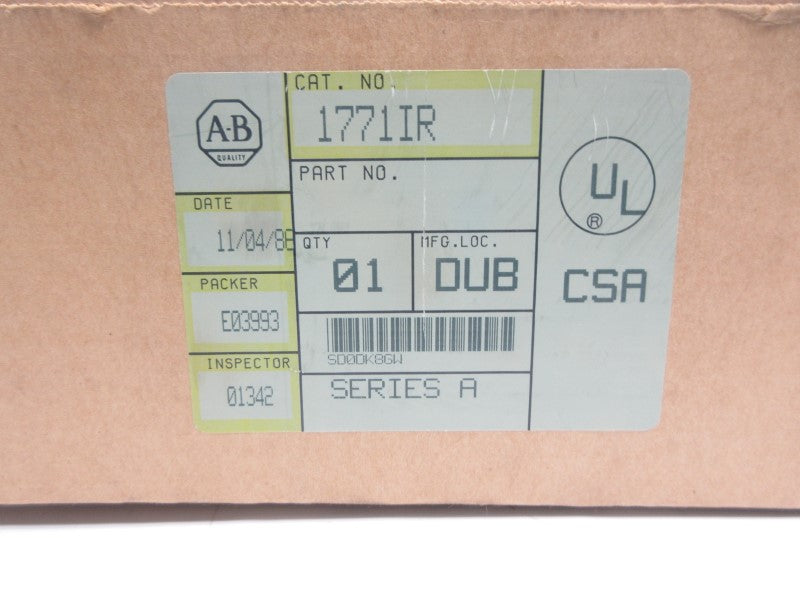 A-B
QUALITY
CAT. NO.
1771IR
PART NO.
UL
®
DATE
11/04/88
QTY
01
MFG.LOC.
DUB
CSA
PACKER
E03993
SD0DK8GW
INSPECTOR
01342
SERIES A